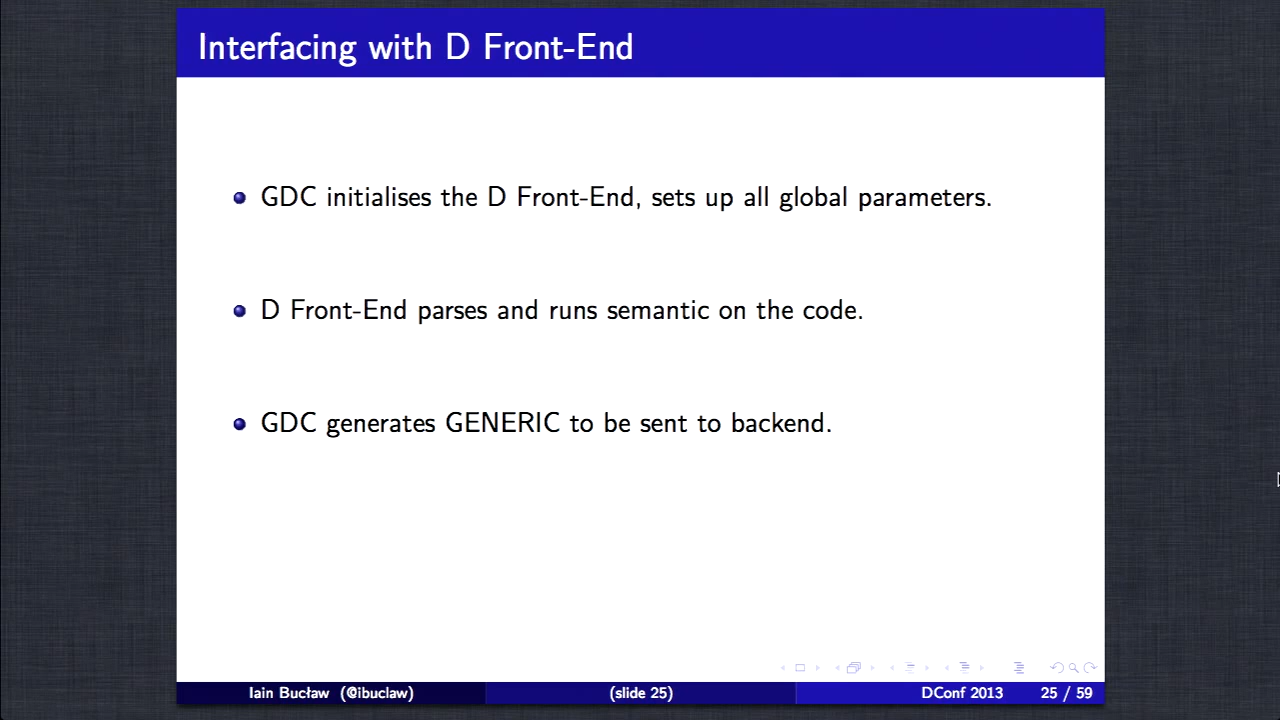 Interfacing with D Front-End
GDC initialises the D Front-End, sets up all global parameters.
D Front-End parses and runs semantic on the code.
GDC generates GENERIC to be sent to backend.
Iain Bucław (@ibuclaw) (slide 25) DConf 2013 25 / 59